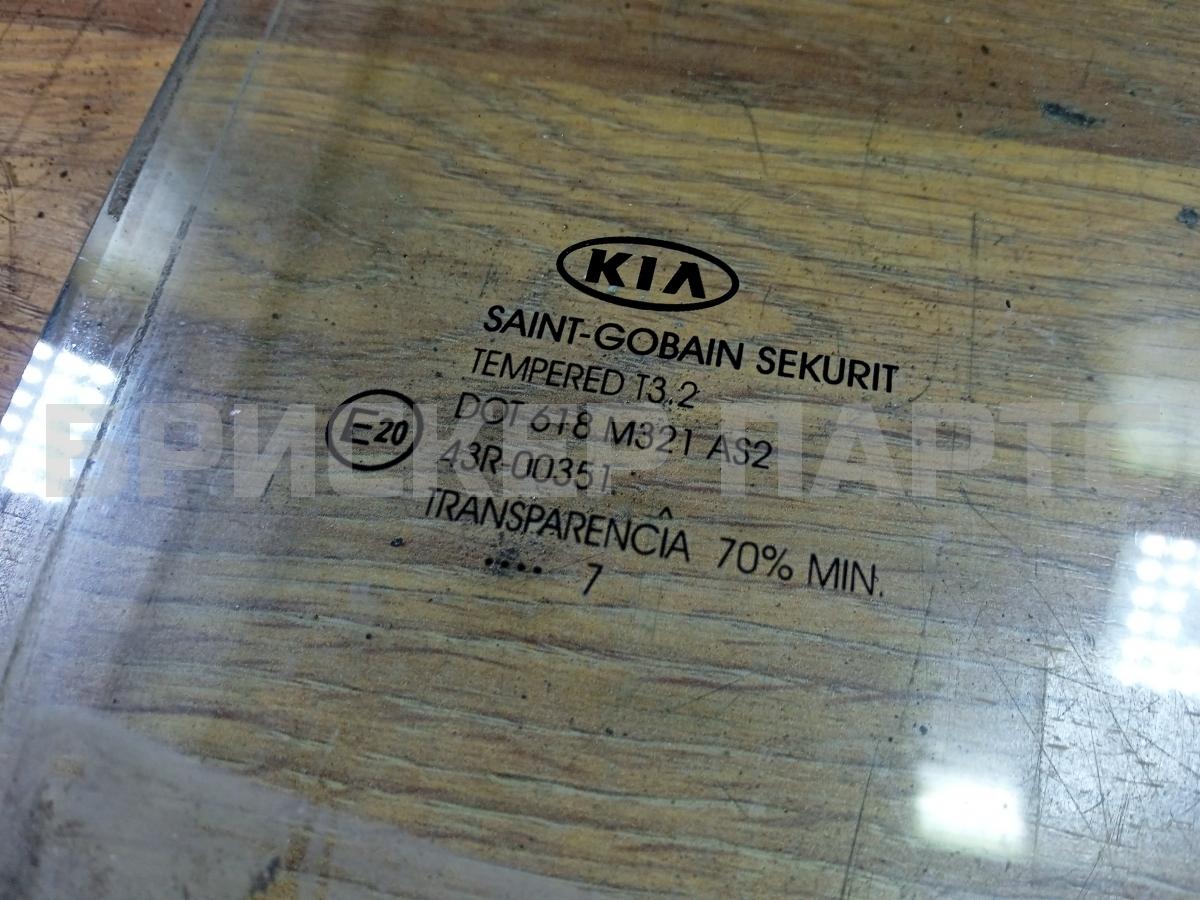 KIA
SAINT-GOBAIN SEKURIT
TEMPERED T3.2
DOT 618 M321 AS2
E20 43R-00351
TRANSPARENCÎA 70% MIN.
.... 7
БРИСКЕР ПАРТС